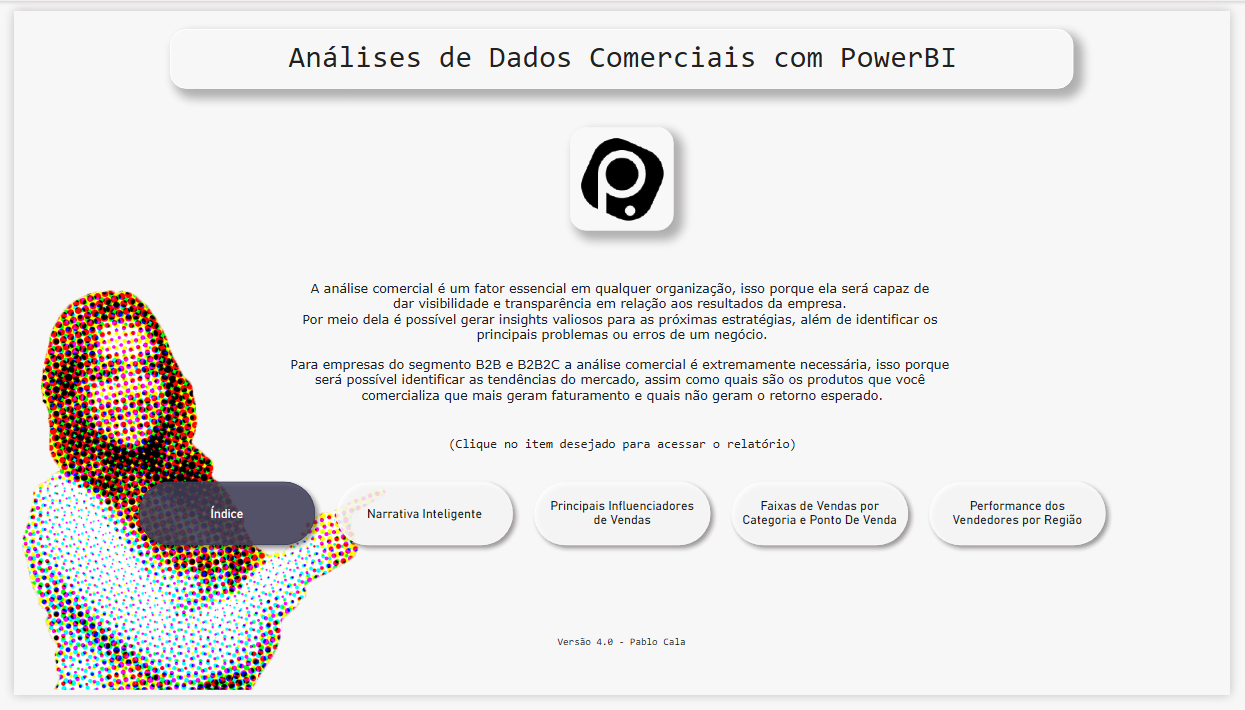 Análises de Dados Comerciais com PowerBI
A análise comercial é um fator essencial em qualquer organização, isso porque ela será capaz de
dar visibilidade e transparência em relação aos resultados da empresa.
Por meio dela é possível gerar insights valiosos para as próximas estratégias, além de identificar os
principais problemas ou erros de um negócio.
Para empresas do segmento B2B e B2B2C a análise comercial é extremamente necessária, isso porque
será possível identificar as tendências do mercado, assim como quais são os produtos que você
comercializa que mais geram faturamento e quais não geram o retorno esperado.
(Clique no item desejado para acessar o relatório)
Índice
Narrativa Inteligente
Principais Influenciadores
de Vendas
Faixas de Vendas por
Categoria e Ponto De Venda
Performance dos
Vendedores por Região
Versão 4.0 - Pablo Cala